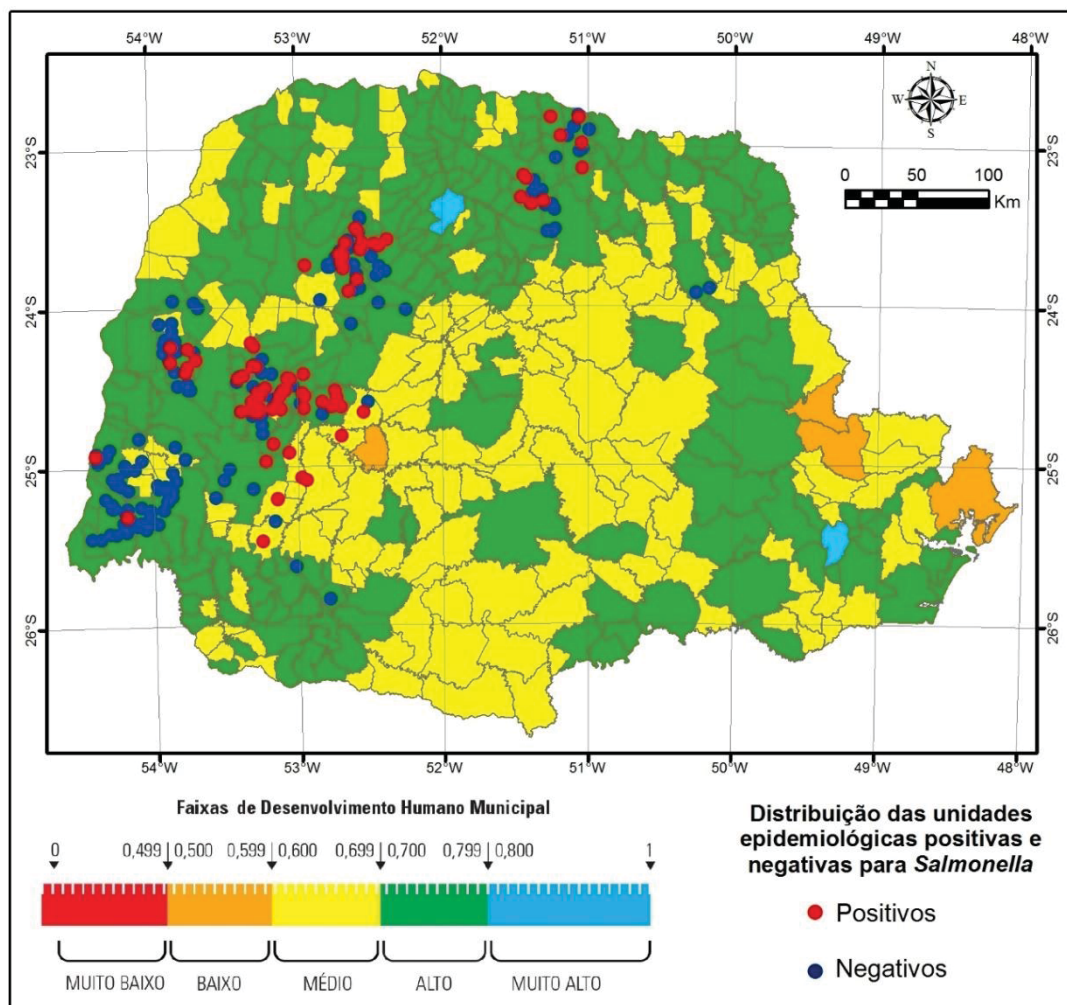 54°W 53°W 52°W 51°W 50°W 49°W 48°W
N
W E
S
23°S 23°S
0 50 100
Km
24°S 24°S
25°S 25°S
26°S 26°S
54°W 53°W 52°W 51°W 50°W 49°W 48°W
Faixas de Desenvolvimento Humano Municipal
0 0,499 0,500 0,599 0,600 0,699 0,700 0,799 0,800 1
MUITO BAIXO BAIXO MÉDIO ALTO MUITO ALTO
Distribuição das unidades
epidemiológicas positivas e
negativas para Salmonella
Positivos
Negativos